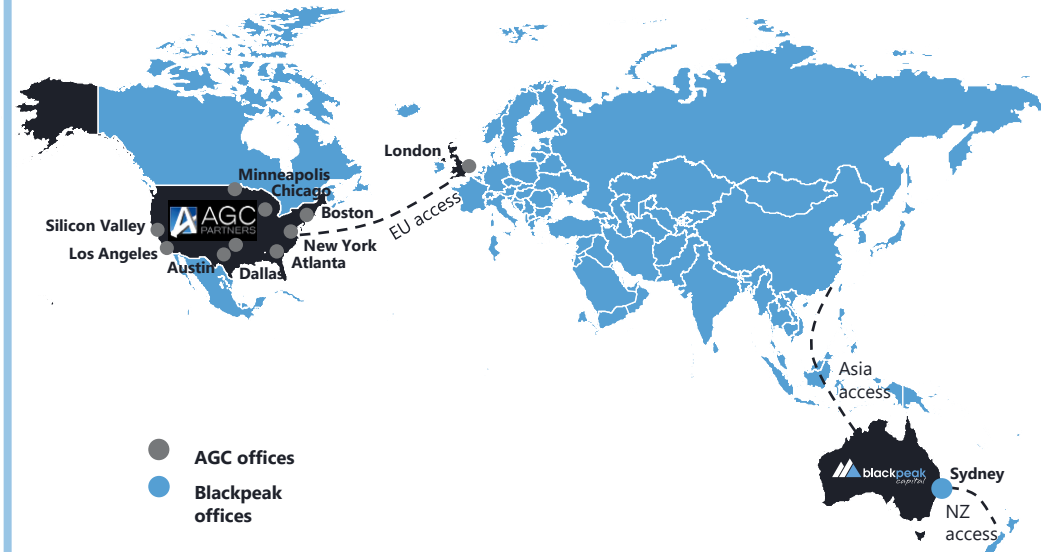 London
Minneapolis
Chicago
AGC
PARTNERS
Boston
Silicon Valley
EU access
New York
Los Angeles
Atlanta
Austin
Dallas
Asia
access
AGC offices
blackpeak
capital
Sydney
Blackpeak
offices
NZ
access